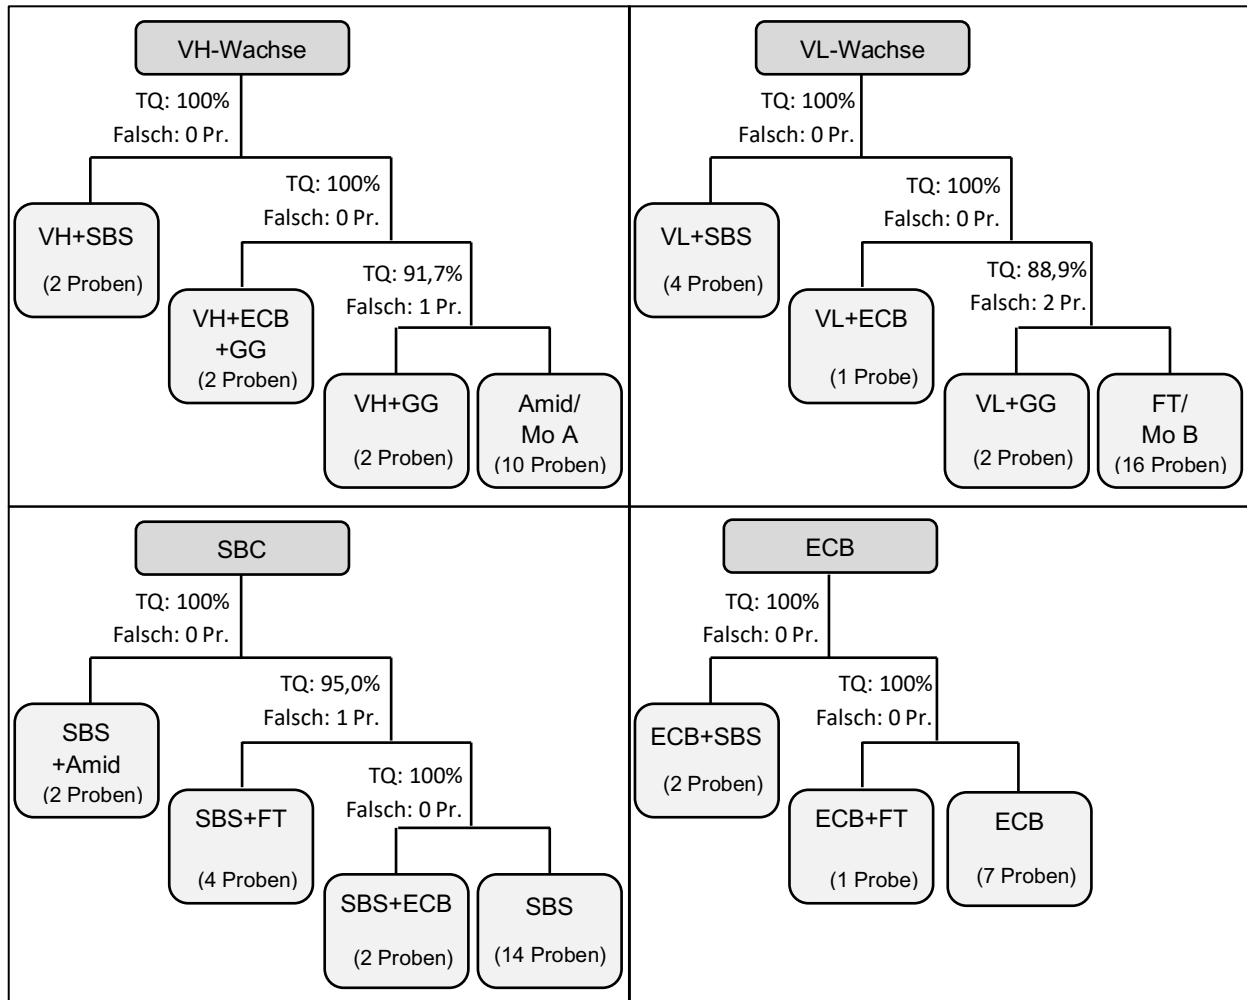 VH-Wachse
TQ: 100%
Falsch: 0 Pr.
TQ: 100%
Falsch: 0 Pr.
VH+SBS
(2 Proben)
TQ: 91,7%
Falsch: 1 Pr.
VH+ECB
+GG
(2 Proben)
VH+GG
(2 Proben)
Amid/
Mo A
(10 Proben)
VL-Wachse
TQ: 100%
Falsch: 0 Pr.
TQ: 100%
Falsch: 0 Pr.
VL+SBS
(4 Proben)
TQ: 88,9%
Falsch: 2 Pr.
VL+ECB
(1 Probe)
VL+GG
(2 Proben)
FT/
Mo B
(16 Proben)
SBC
TQ: 100%
Falsch: 0 Pr.
TQ: 95,0%
Falsch: 1 Pr.
SBS
+Amid
(2 Proben)
TQ: 100%
Falsch: 0 Pr.
SBS+FT
(4 Proben)
SBS+ECB
(2 Proben)
SBS
(14 Proben)
ECB
TQ: 100%
Falsch: 0 Pr.
TQ: 100%
Falsch: 0 Pr.
ECB+SBS
(2 Proben)
ECB+FT
(1 Probe)
ECB
(7 Proben)